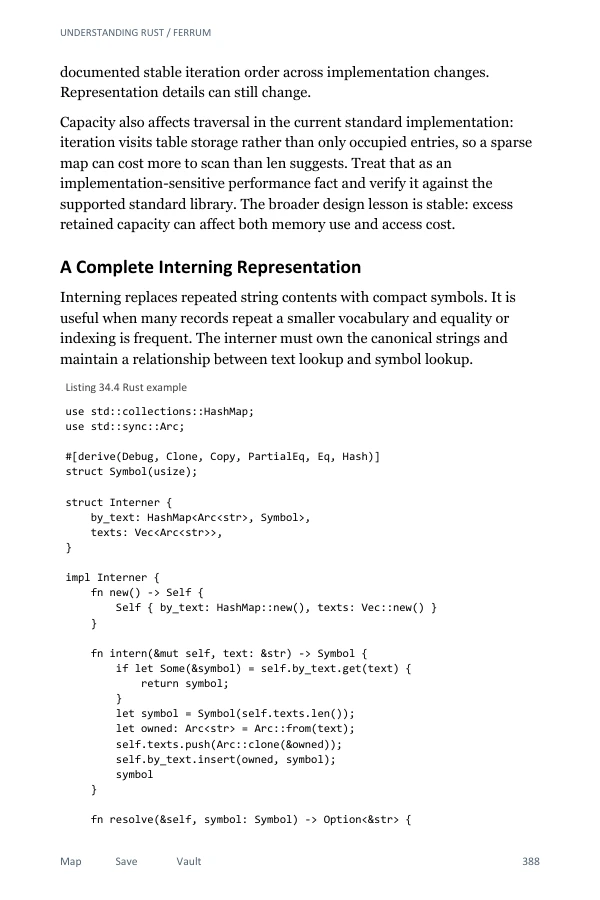 UNDERSTANDING RUST / FERRUM
documented stable iteration order across implementation changes.
Representation details can still change.
Capacity also affects traversal in the current standard implementation:
iteration visits table storage rather than only occupied entries, so a sparse
map can cost more to scan than len suggests. Treat that as an
implementation-sensitive performance fact and verify it against the
supported standard library. The broader design lesson is stable: excess
retained capacity can affect both memory use and access cost.
A Complete Interning Representation
Interning replaces repeated string contents with compact symbols. It is
useful when many records repeat a smaller vocabulary and equality or
indexing is frequent. The interner must own the canonical strings and
maintain a relationship between text lookup and symbol lookup.
Listing 34.4 Rust example
use std::collections::HashMap;
use std::sync::Arc;
#[derive(Debug, Clone, Copy, PartialEq, Eq, Hash)]
struct Symbol(usize);
struct Interner {
    by_text: HashMap<Arc<str>, Symbol>,
    texts: Vec<Arc<str>>,
}
impl Interner {
    fn new() -> Self {
        Self { by_text: HashMap::new(), texts: Vec::new() }
    }
    fn intern(&mut self, text: &str) -> Symbol {
        if let Some(&symbol) = self.by_text.get(text) {
            return symbol;
        }
        let symbol = Symbol(self.texts.len());
        let owned: Arc<str> = Arc::from(text);
        self.texts.push(Arc::clone(&owned));
        self.by_text.insert(owned, symbol);
        symbol
    }
    fn resolve(&self, symbol: Symbol) -> Option<&str> {
Map Save Vault 388